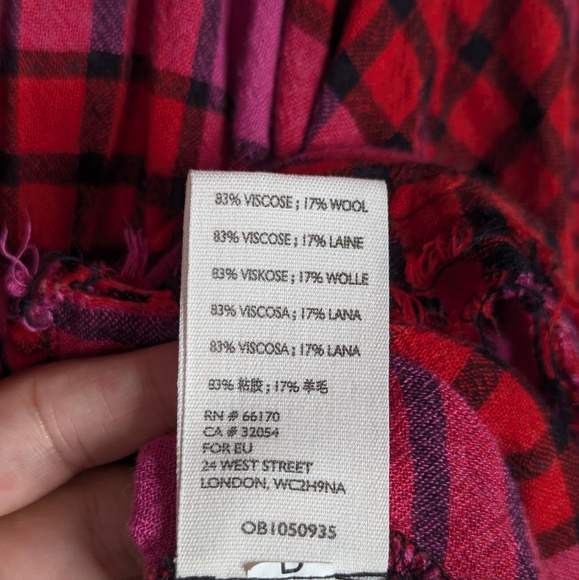 83% VISCOSE ; 17% WOOL
83% VISCOSE ; 17% LAINE
83% VISKOSE ; 17% WOLLE
83% VISCOSA ; 17% LANA
83% VISCOSA ; 17% LANA
83% 粘胶 ; 17% 羊毛
RN # 66170
CA # 32054
FOR EU
24 WEST STREET
LONDON, WC2H9NA
OB1050935